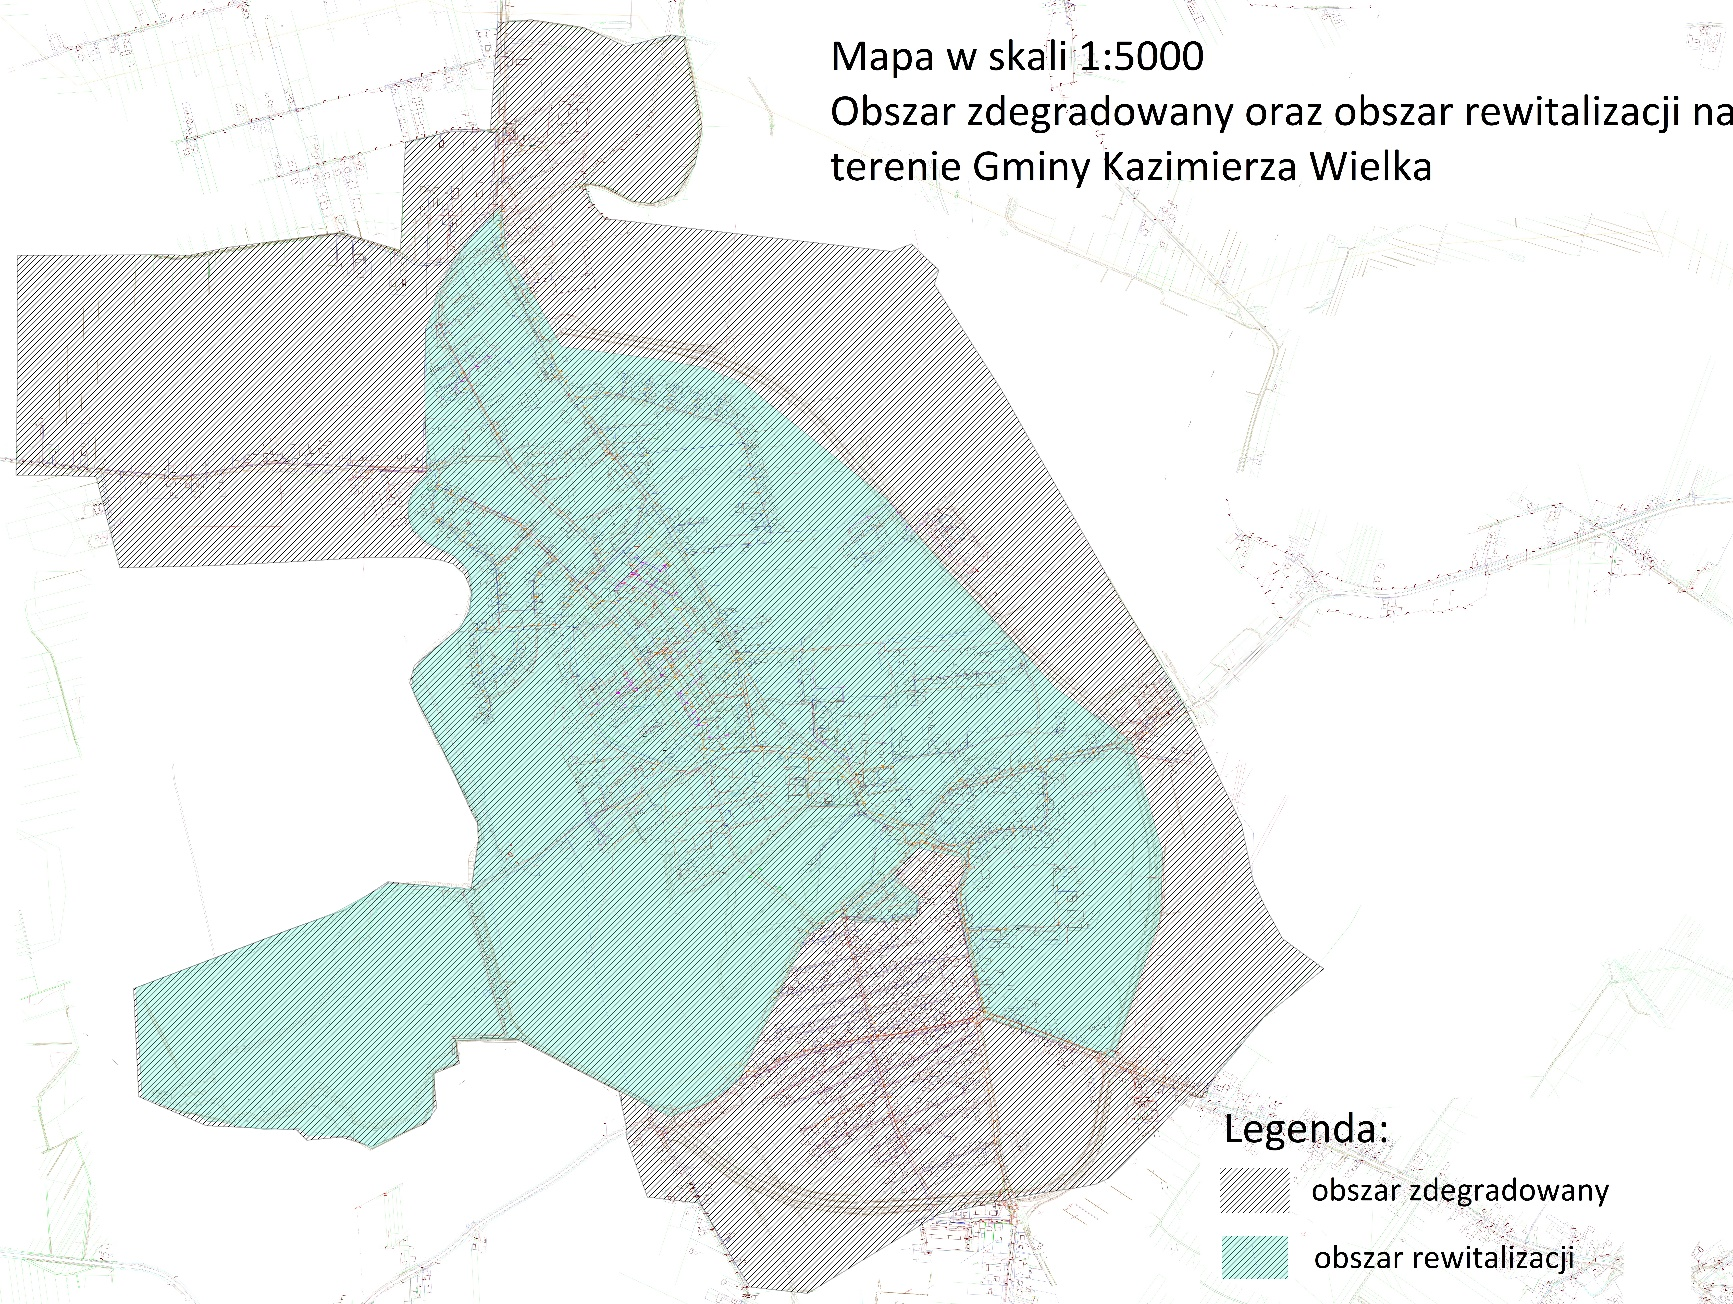 Mapa w skali 1:5000
Obszar zdegradowany oraz obszar rewitalizacji na
terenie Gminy Kazimierza Wielka
Legenda:
obszar zdegradowany
obszar rewitalizacji